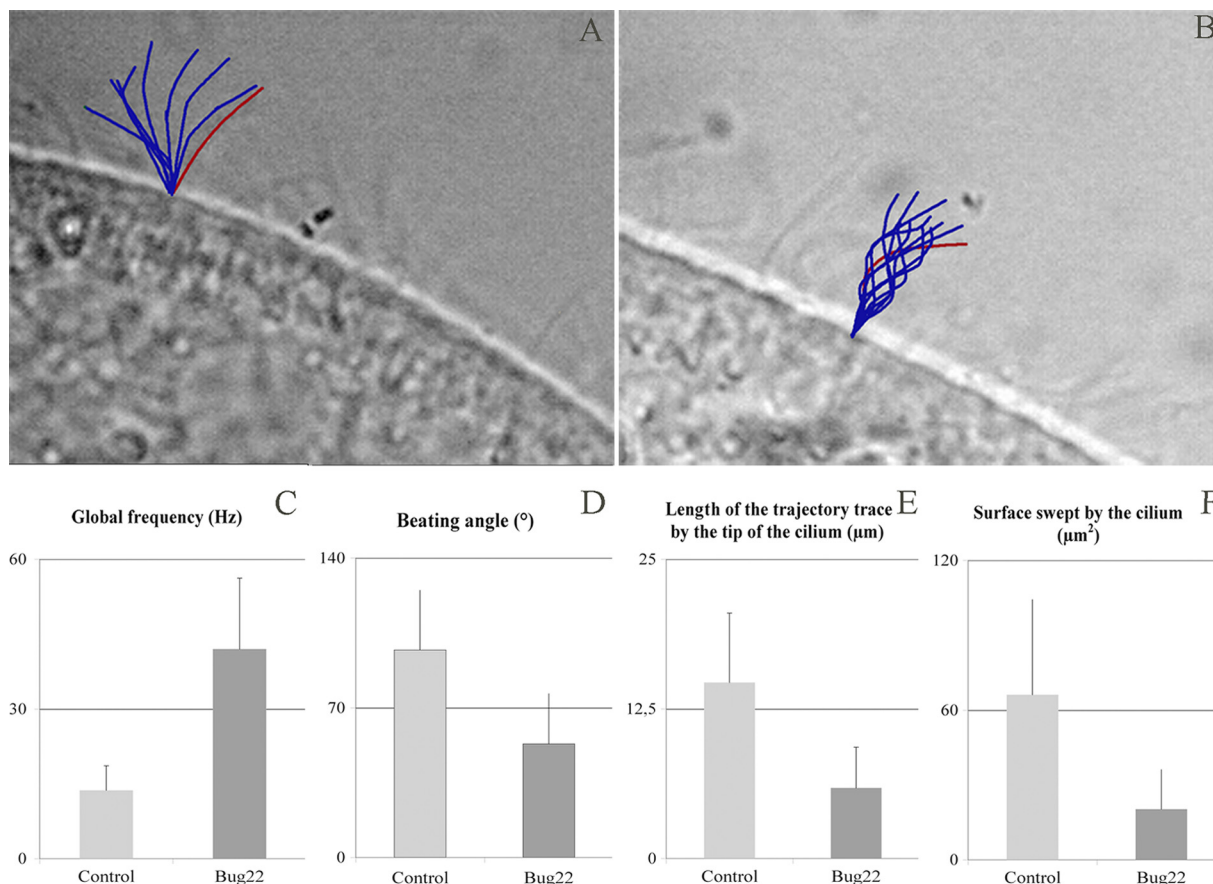 A
B
C
Global frequency (Hz)
60
30
0
Control Bug22
D
Beating angle (°)
140
70
0
Control Bug22
E
Length of the trajectory trace
by the tip of the cilium (µm)
25
12,5
0
Control Bug22
F
Surface swept by the cilium
(µm²)
120
60
0
Control Bug22